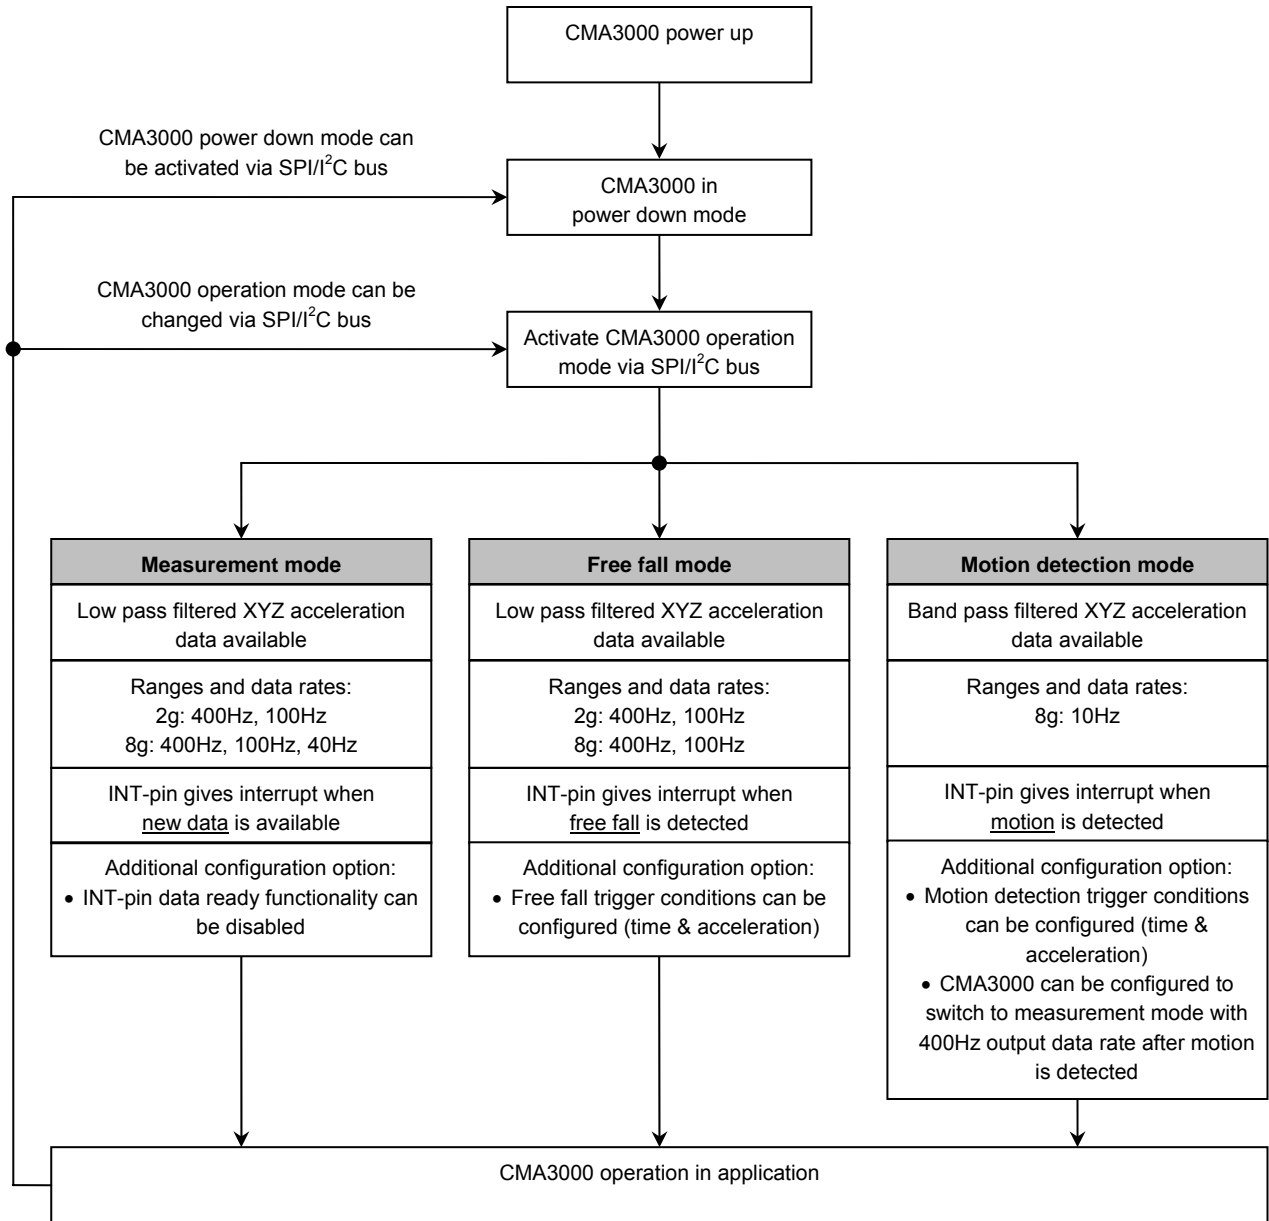 CMA3000 power up
CMA3000 power down mode can
be activated via SPI/I²C bus
CMA3000 in
power down mode
CMA3000 operation mode can be
changed via SPI/I²C bus
Activate CMA3000 operation
mode via SPI/I²C bus
Measurement mode
Low pass filtered XYZ acceleration
data available
Ranges and data rates:
2g: 400Hz, 100Hz
8g: 400Hz, 100Hz, 40Hz
INT-pin gives interrupt when
new data is available
Additional configuration option:
• INT-pin data ready functionality can
be disabled
Free fall mode
Low pass filtered XYZ acceleration
data available
Ranges and data rates:
2g: 400Hz, 100Hz
8g: 400Hz, 100Hz
INT-pin gives interrupt when
free fall is detected
Additional configuration option:
• Free fall trigger conditions can be
configured (time & acceleration)
Motion detection mode
Band pass filtered XYZ acceleration
data available
Ranges and data rates:
8g: 10Hz
INT-pin gives interrupt when
motion is detected
Additional configuration option:
• Motion detection trigger conditions
can be configured (time &
acceleration)
• CMA3000 can be configured to
switch to measurement mode with
400Hz output data rate after motion
is detected
CMA3000 operation in application